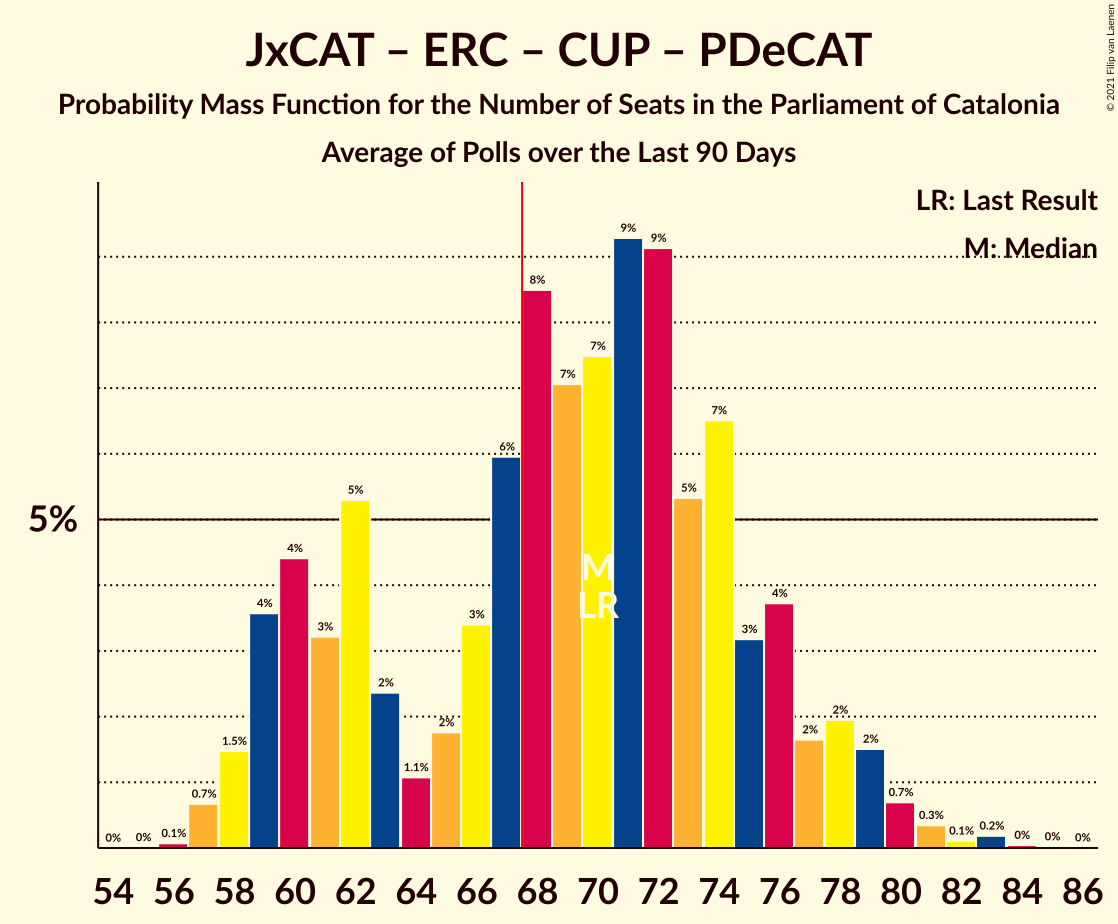 JxCAT – ERC – CUP – PDeCAT
Probability Mass Function for the Number of Seats in the Parliament of Catalonia
Average of Polls over the Last 90 Days
© 2021 Filip van Laenen
LR: Last Result
M: Median
5%
0% 0% 0.1% 0.7% 1.5% 4% 4% 3% 5% 2% 1.1% 2% 3% 6% 8% 7% 7% 9% 9% 5% 7% 3% 4% 2% 2% 2% 0.7% 0.3% 0.1% 0.2% 0% 0% 0%
M
LR
54 56 58 60 62 64 66 68 70 72 74 76 78 80 82 84 86